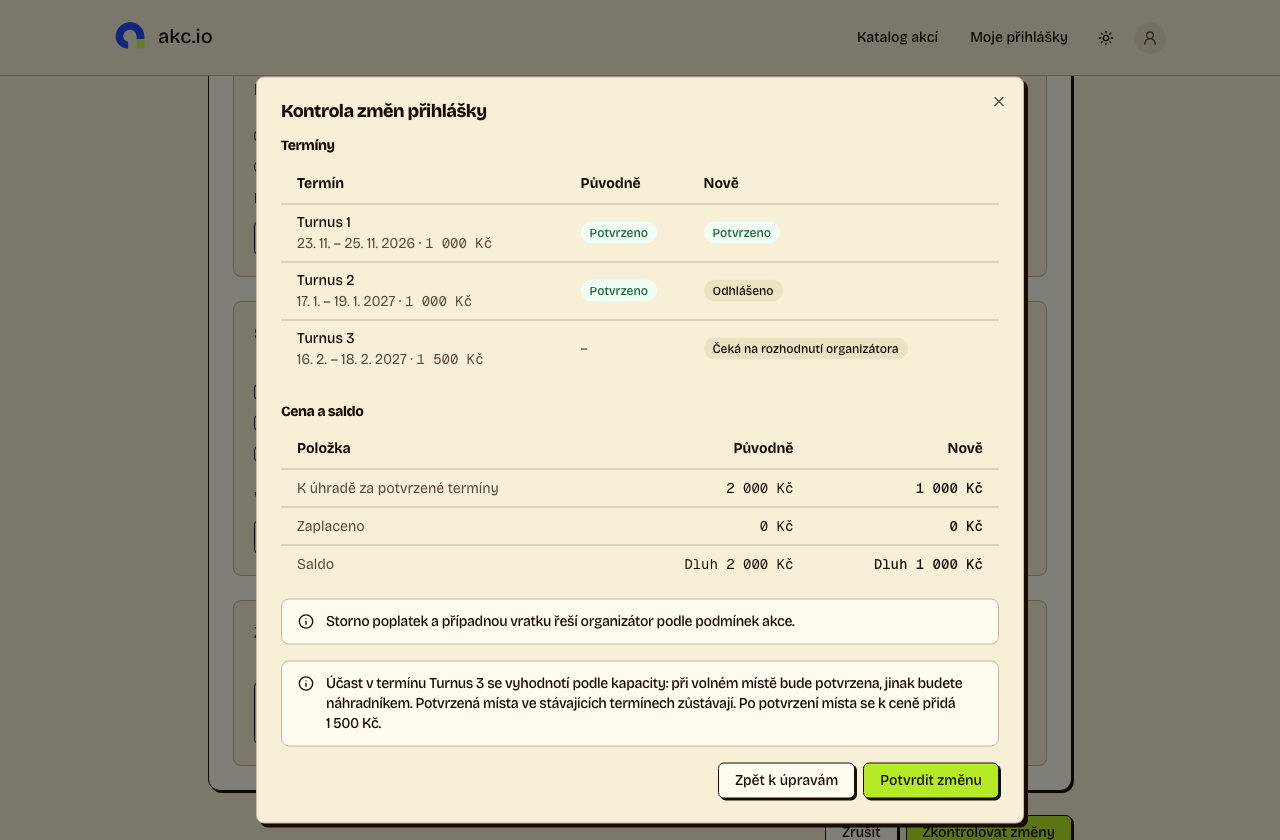 akc.io
Katalog akcí
Moje přihlášky
Kontrola změn přihlášky
Termíny
Termín Původně Nově
Turnus 1
23. 11. – 25. 11. 2026 · 1 000 Kč
Potvrzeno Potvrzeno
Turnus 2
17. 1. – 19. 1. 2027 · 1 000 Kč
Potvrzeno Odhlášeno
Turnus 3
16. 2. – 18. 2. 2027 · 1 500 Kč
– Čeká na rozhodnutí organizátora
Cena a saldo
Položka Původně Nově
K úhradě za potvrzené termíny 2 000 Kč 1 000 Kč
Zaplaceno 0 Kč 0 Kč
Saldo Dluh 2 000 Kč Dluh 1 000 Kč
Storno poplatek a případnou vratku řeší organizátor podle podmínek akce.
Účast v termínu Turnus 3 se vyhodnotí podle kapacity: při volném místě bude potvrzena, jinak budete
náhradníkem. Potvrzená místa ve stávajících termínech zůstávají. Po potvrzení místa se k ceně přidá
1 500 Kč.
Zpět k úpravám Potvrdit změnu
Zrušit Zkontrolovat změny